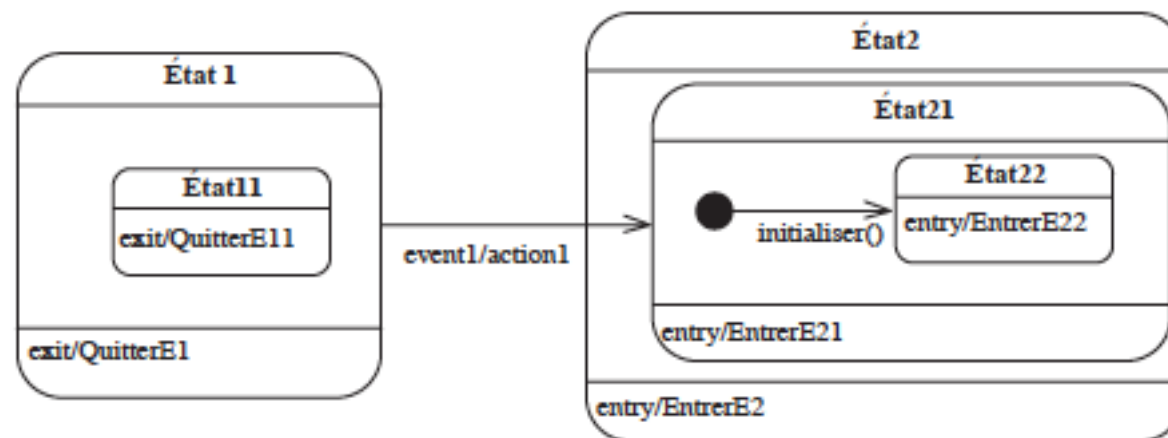 État 1
État11
exit/QuitterE11
exit/QuitterE1
event1/action1
État2
État21
initialiser()
État22
entry/EntrerE22
entry/EntrerE21
entry/EntrerE2